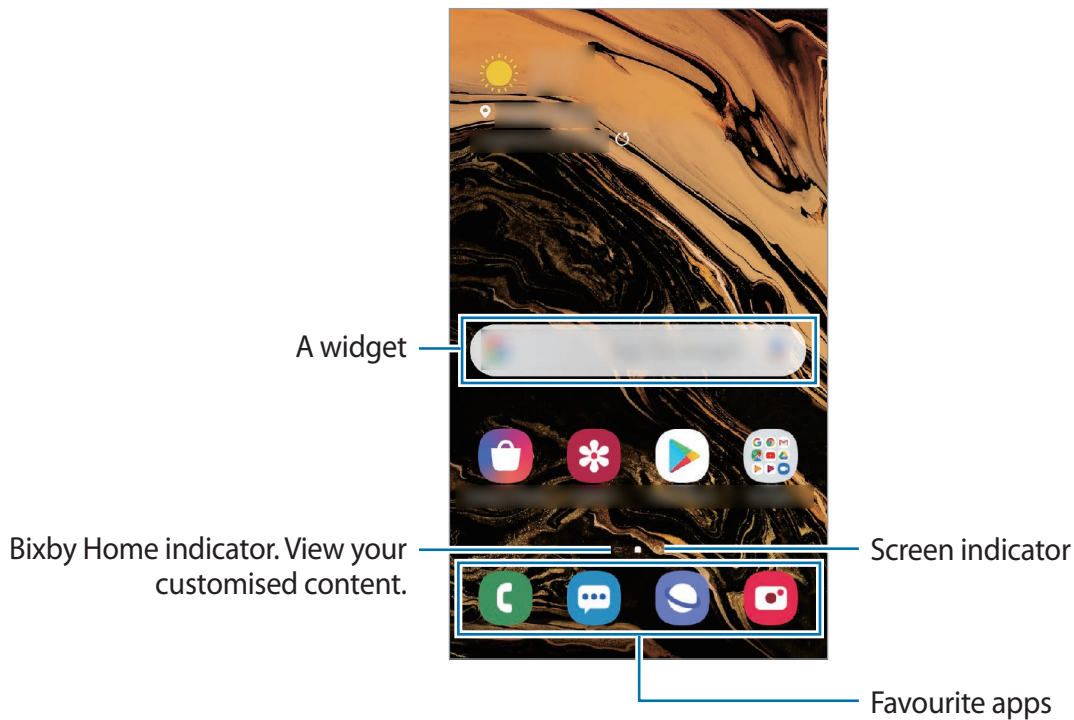 A widget
Bixby Home indicator. View your
customised content.
Screen indicator
Favourite apps